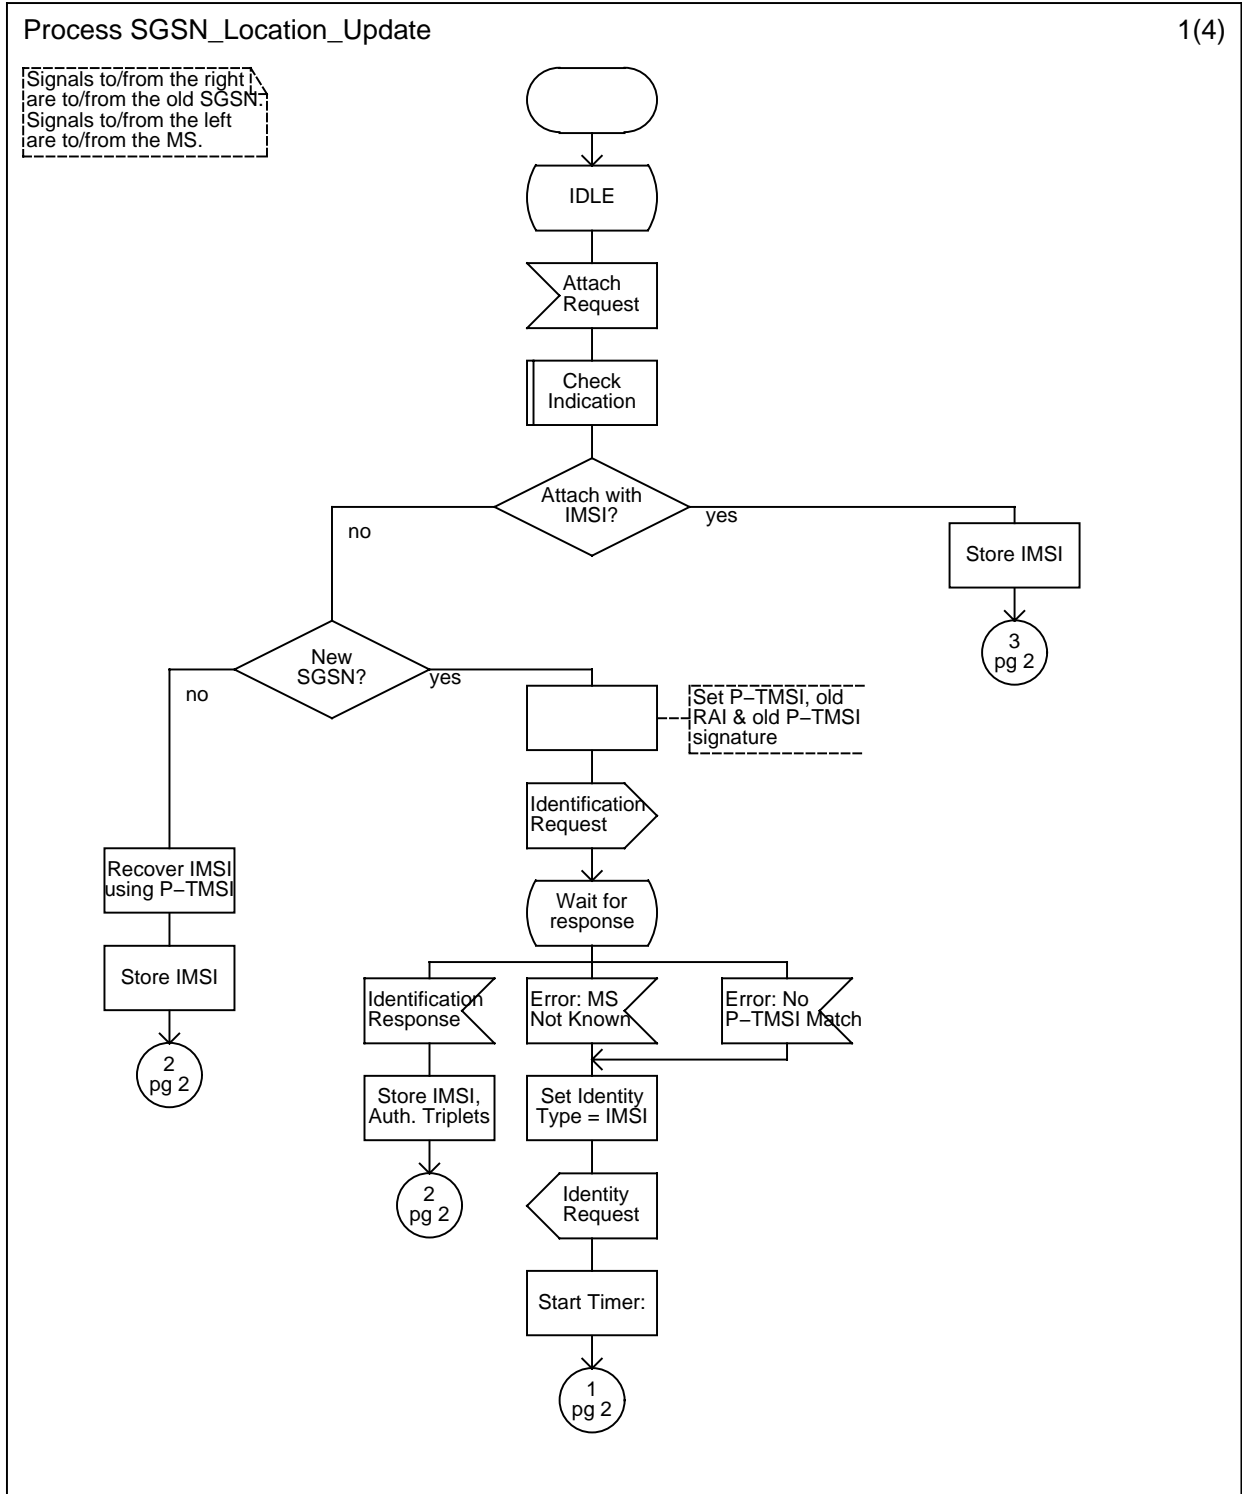 Process SGSN_Location_Update
1(4)
Signals to/from the right
are to/from the old SGSN.
Signals to/from the left
are to/from the MS.
IDLE
Attach
Request
Check
Indication
Attach with
IMSI?
no
yes
Store IMSI
3
pg 2
New
SGSN?
no
yes
Set P−TMSI, old
RAI & old P−TMSI
signature
Identification
Request
Recover IMSI
using P−TMSI
Wait for
response
Store IMSI
Identification
Response
Error: MS
Not Known
Error: No
P−TMSI Match
2
pg 2
Store IMSI,
Auth. Triplets
Set Identity
Type = IMSI
2
pg 2
Identity
Request
Start Timer:
1
pg 2